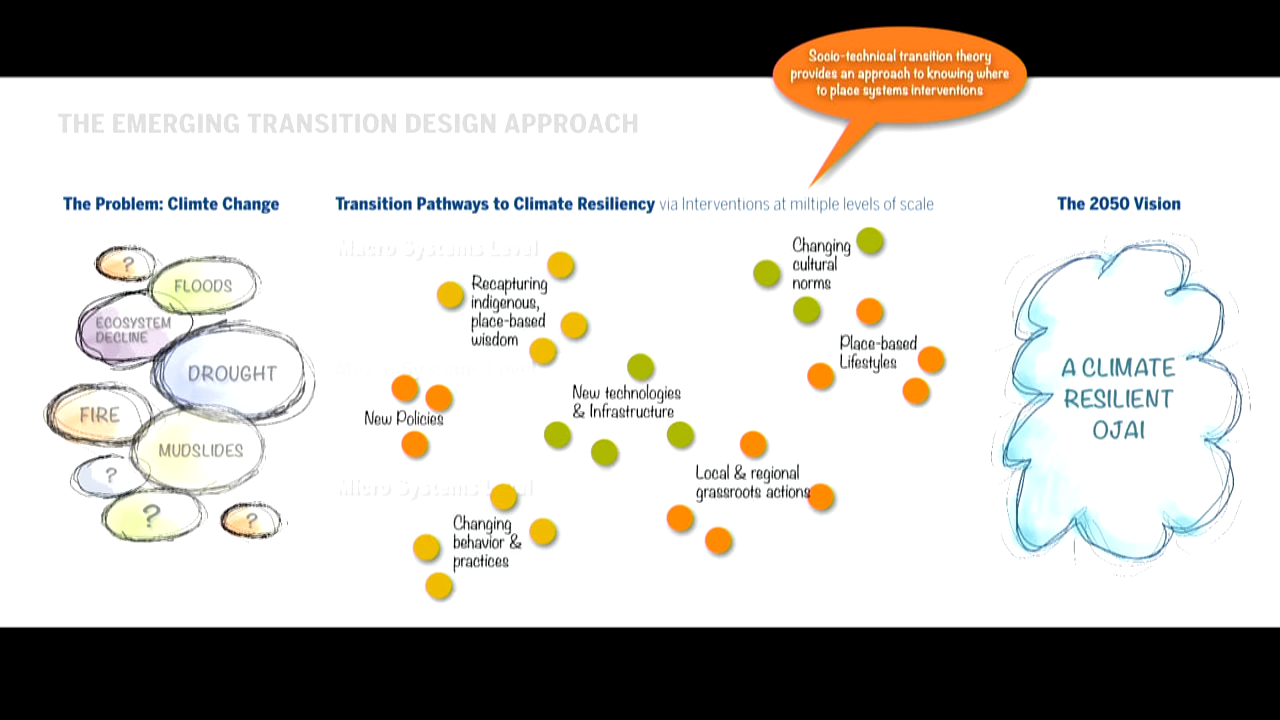 Socio-technical transition theory
provides an approach to knowing where
to place systems interventions
THE EMERGING TRANSITION DESIGN APPROACH
The Problem: Climte Change
Transition Pathways to Climate Resiliency via Interventions at miltiple levels of scale
The 2050 Vision
?
FLOODS
ECOSYSTEM
DECLINE
DROUGHT
FIRE
MUDSLIDES
?
?
?
Macro Systems Level
Recapturing
indigenous,
place-based
wisdom
Changing
cultural
norms
Place-based
Lifestyles
New Policies
New technologies
& Infrastructure
Local & regional
grassroots actions
Micro Systems Level
Changing
behavior &
practices
A CLIMATE
RESILIENT
OJAI